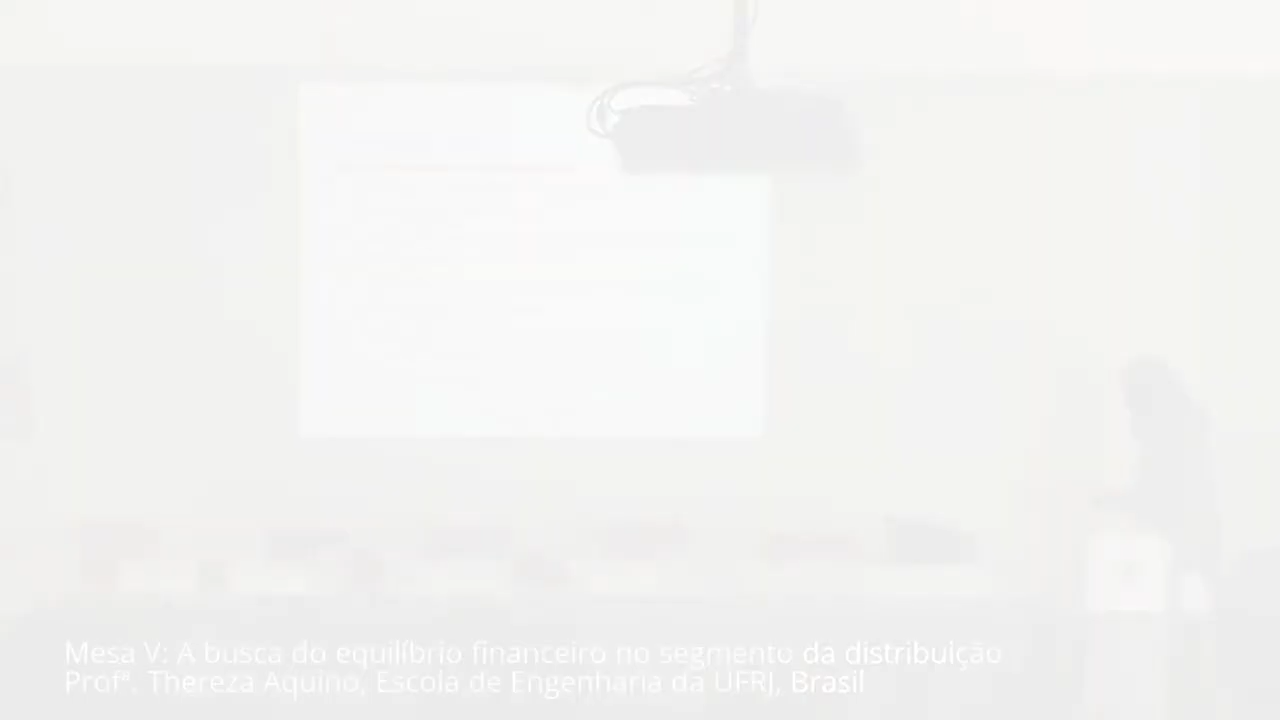 Mesa V: A busca do equilíbrio financeiro no segmento da distribuição
Profª. Thereza Aquino, Escola de Engenharia da UFRJ, Brasil